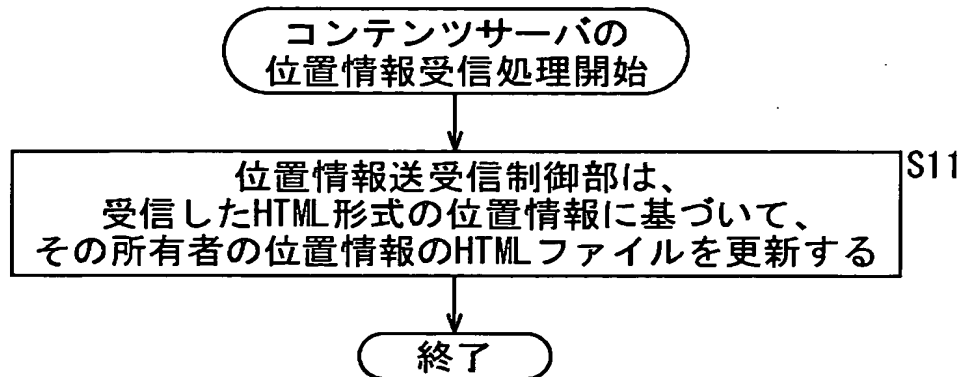 コンテンツサーバの
位置情報受信処理開始
S11
位置情報送受信制御部は、
受信したHTML形式の位置情報に基づいて、
その所有者の位置情報のHTMLファイルを更新する
終了